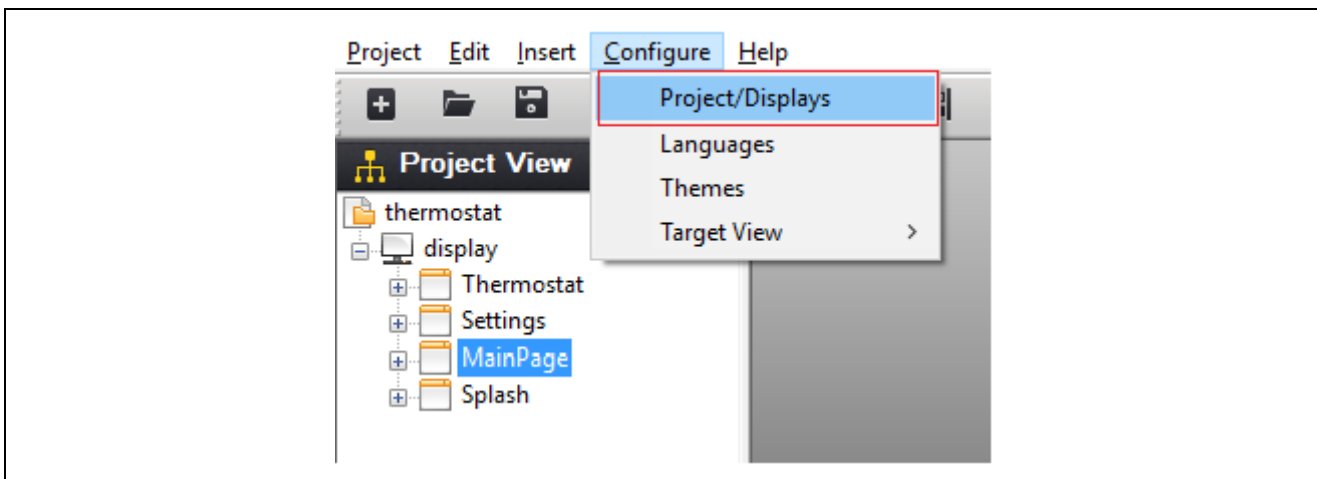 Project Edit Insert Configure Help
Project/Displays
Languages
Themes
Target View
Project View
thermostat
display
Thermostat
Settings
MainPage
Splash